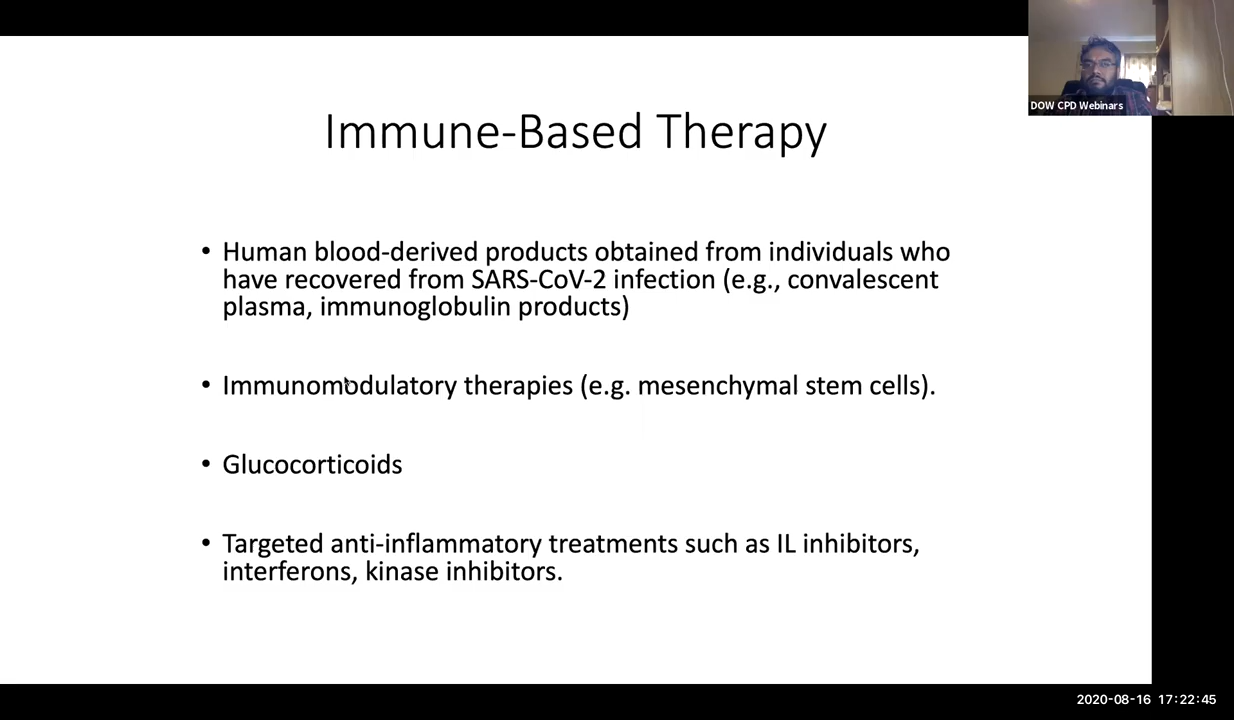 DOW CPD Webinars
Immune-Based Therapy
• Human blood-derived products obtained from individuals who
have recovered from SARS-CoV-2 infection (e.g., convalescent
plasma, immunoglobulin products)
• Immunomodulatory therapies (e.g. mesenchymal stem cells).
• Glucocorticoids
• Targeted anti-inflammatory treatments such as IL inhibitors,
interferons, kinase inhibitors.
2020-08-16 17:22:45